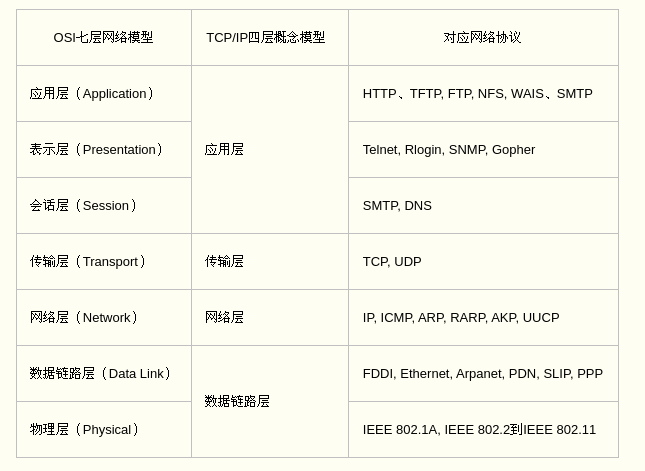 OSI七层网络模型 TCP/IP四层概念模型 对应网络协议
应用层（Application） HTTP、TFTP, FTP, NFS, WAIS、SMTP
表示层（Presentation） 应用层 Telnet, Rlogin, SNMP, Gopher
会话层（Session） SMTP, DNS
传输层（Transport） 传输层 TCP, UDP
网络层（Network） 网络层 IP, ICMP, ARP, RARP, AKP, UUCP
数据链路层（Data Link） FDDI, Ethernet, Arpanet, PDN, SLIP, PPP
数据链路层
物理层（Physical） IEEE 802.1A, IEEE 802.2到IEEE 802.11